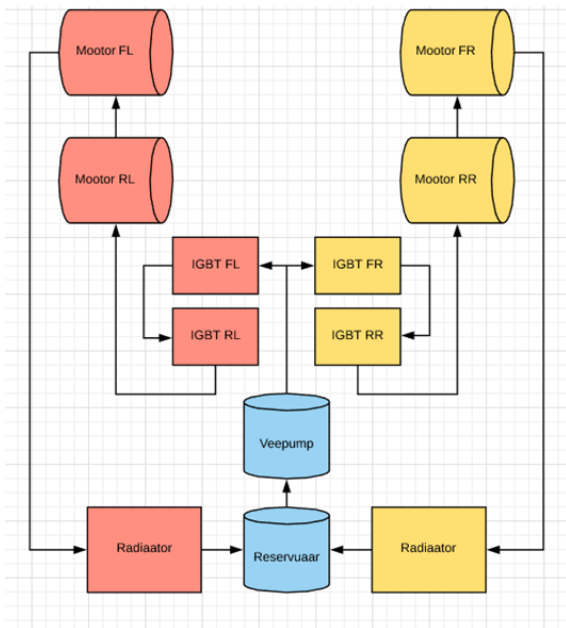 Mootor FL
Mootor FR
Mootor RL
Mootor RR
IGBT FL
IGBT FR
IGBT RL
IGBT RR
Veepump
Radiaator
Reservuaar
Radiaator